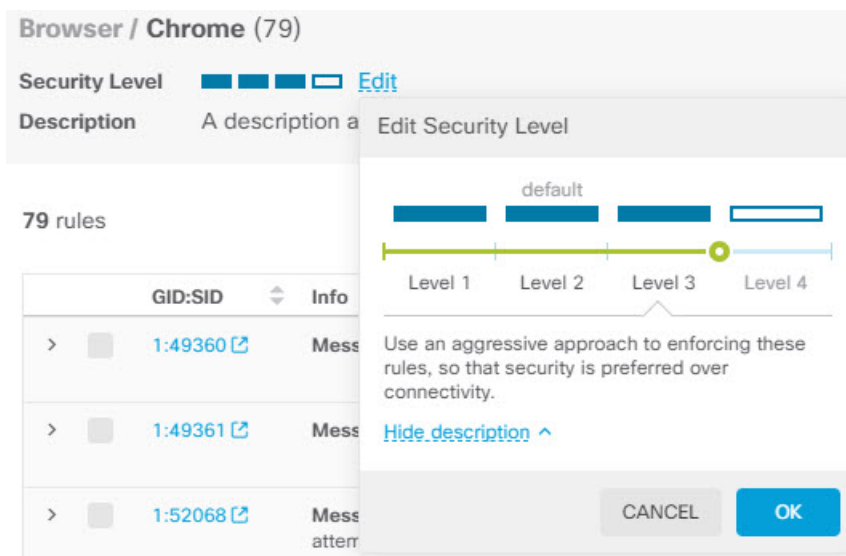 Browser / Chrome (79)
Security Level Edit
Description A description a
Edit Security Level
default
Level 1 Level 2 Level 3 Level 4
Use an aggressive approach to enforcing these
rules, so that security is preferred over
connectivity.
Hide description
CANCEL OK
79 rules
GID:SID Info
1:49360 Mess
1:49361 Mess
1:52068 Mess
attem